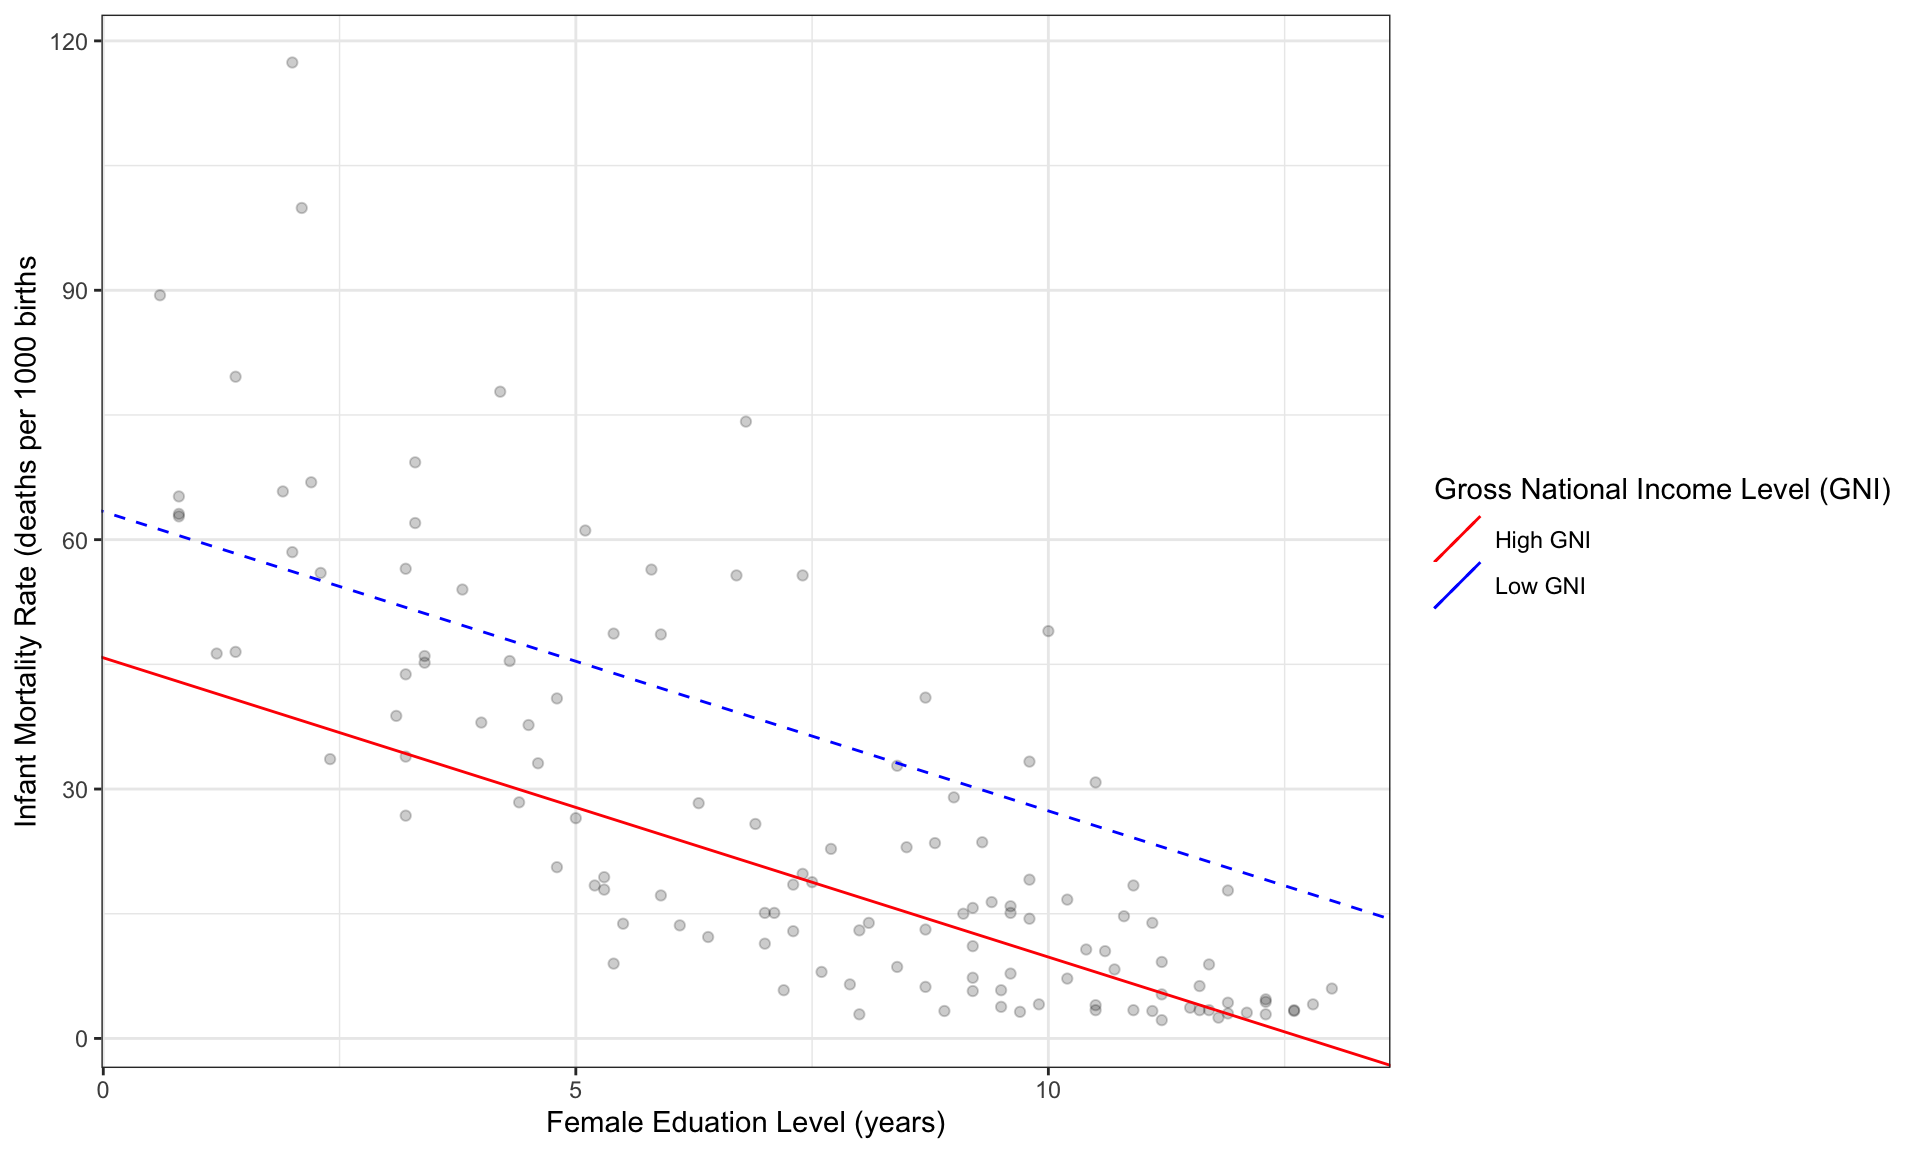 120
90
60
30
0
Infant Mortality Rate (deaths per 1000 births
0
5
10
Female Eduation Level (years)
Gross National Income Level (GNI)
High GNI
Low GNI